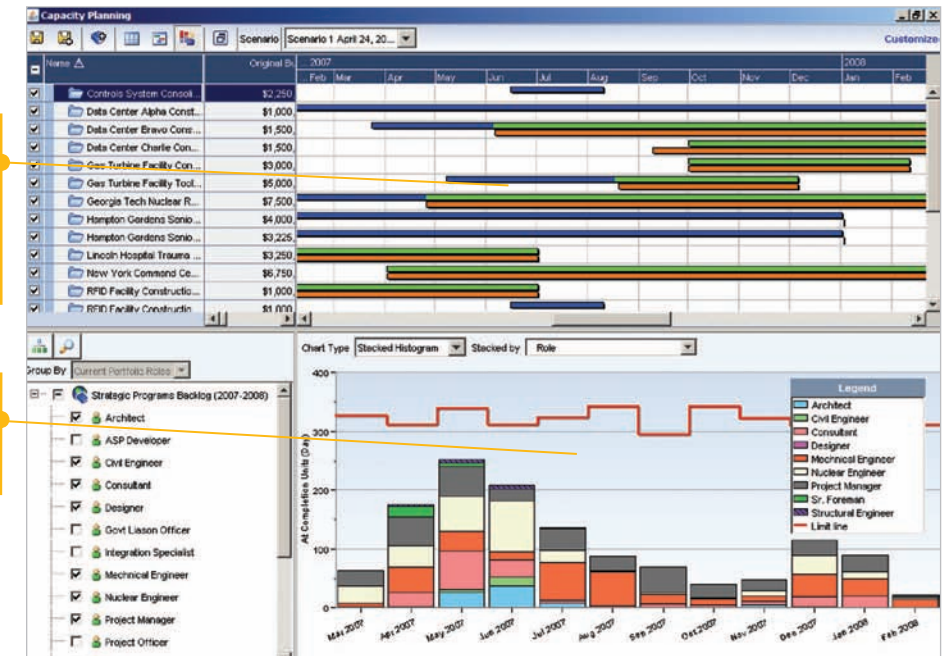 Capacity Planning
Scenario Scenario 1 April 24, 20... Customize
Name Original Bu 2007 2008
Feb Mar Apr May Jun Jul Aug Sep Oct Nov Dec Jan Feb
Controls System Consoli... $2,250
Data Center Alpha Const... $1,000,
Data Center Bravo Cons... $1,500,
Data Center Charlie Con... $1,500,
Gas Turbine Facility Con... $3,000,
Gas Turbine Facility Tool... $5,000,
Georgia Tech Nuclear R... $7,500,
Hampton Gardens Senio... $4,000,
Hampton Gardens Senio... $3,225,
Lincoln Hospital Trauma ... $3,250,
New York Command Ce... $6,750,
RFID Facility Constructio... $1,000,
RFID Facility Constructio $1,000
Group By Current Portfolio Roles
Strategic Programs Backlog (2007-2008)
Architect
ASP Developer
Civil Engineer
Consultant
Designer
Govt Liason Officer
Integration Specialist
Mechnical Engineer
Nuclear Engineer
Project Manager
Project Officer
Chart Type Stacked Histogram Stacked by Role
At Completion Units (Day)
400
300
200
100
0
Mar 2007 Apr 2007 May 2007 Jun 2007 Jul 2007 Aug 2007 Sep 2007 Oct 2007 Nov 2007 Dec 2007 Jan 2008 Feb 2008
Legend
Architect
Civil Engineer
Consultant
Designer
Mechnical Engineer
Nuclear Engineer
Project Manager
Sr. Foreman
Structural Engineer
Limit line